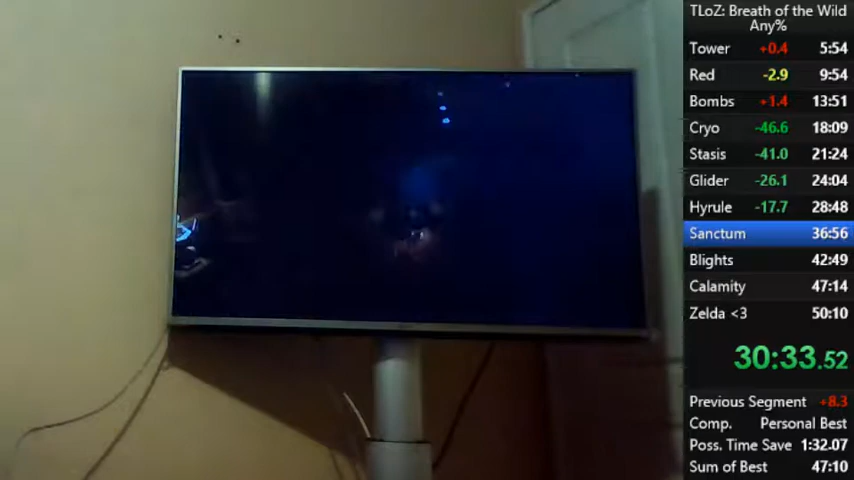 TLoZ: Breath of the Wild
Any%
Tower +0.4 5:54
Red -2.9 9:54
Bombs +1.4 13:51
Cryo -46.6 18:09
Stasis -41.0 21:24
Glider -26.1 24:04
Hyrule -17.7 28:48
Sanctum 36:56
Blights 42:49
Calamity 47:14
Zelda <3 50:10
30:33.52
Previous Segment +8.3
Comp. Personal Best
Poss. Time Save 1:32.07
Sum of Best 47:10